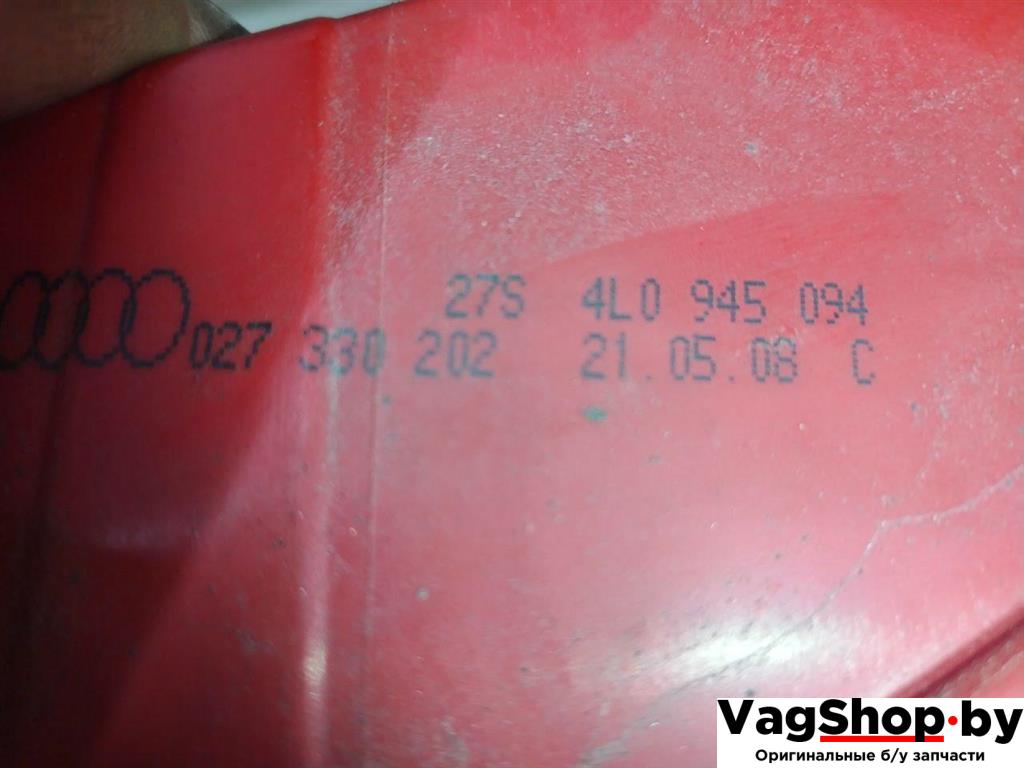 27S 4L0 945 094
027 330 202 21.05.08 C
VagShop.by
Оригинальные б/у запчасти